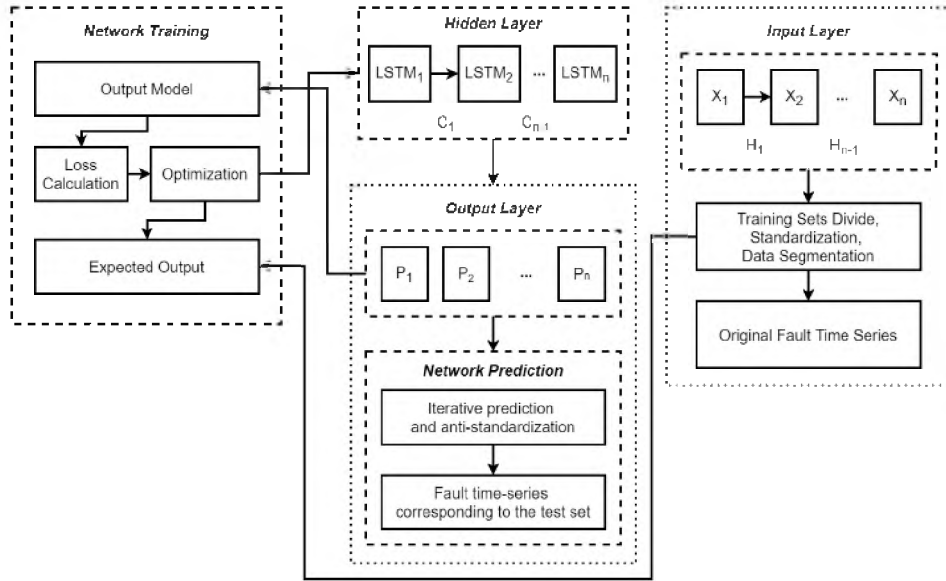 Network Training
Output Model
Loss
Calculation
Optimization
Expected Output
Hidden Layer
LSTM1
LSTM2
...
LSTMn
C1
Cn-1
Output Layer
P1
P2
...
Pn
Network Prediction
Iterative prediction
and anti-standardization
Fault time-series
corresponding to the test set
Input Layer
X1
X2
...
Xn
H1
Hn-1
Training Sets Divide,
Standardization,
Data Segmentation
Original Fault Time Series